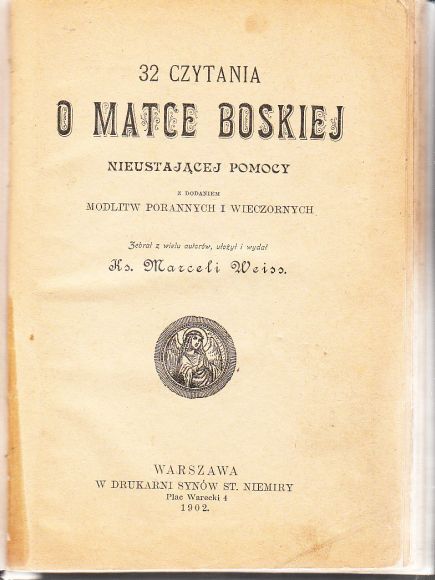 32 CZYTANIA
O MATCE BOSKIEJ
NIEUSTAJĄCEJ POMOCY
Z DODANIEM
MODLITW PORANNYCH I WIECZORNYCH
Zebrał z wielu autorów, ułożył i wydał
Ks. Marceli Weiss.
WARSZAWA
W DRUKARNI SYNÓW ST. NIEMIRY
Plac Warecki 4
1902.